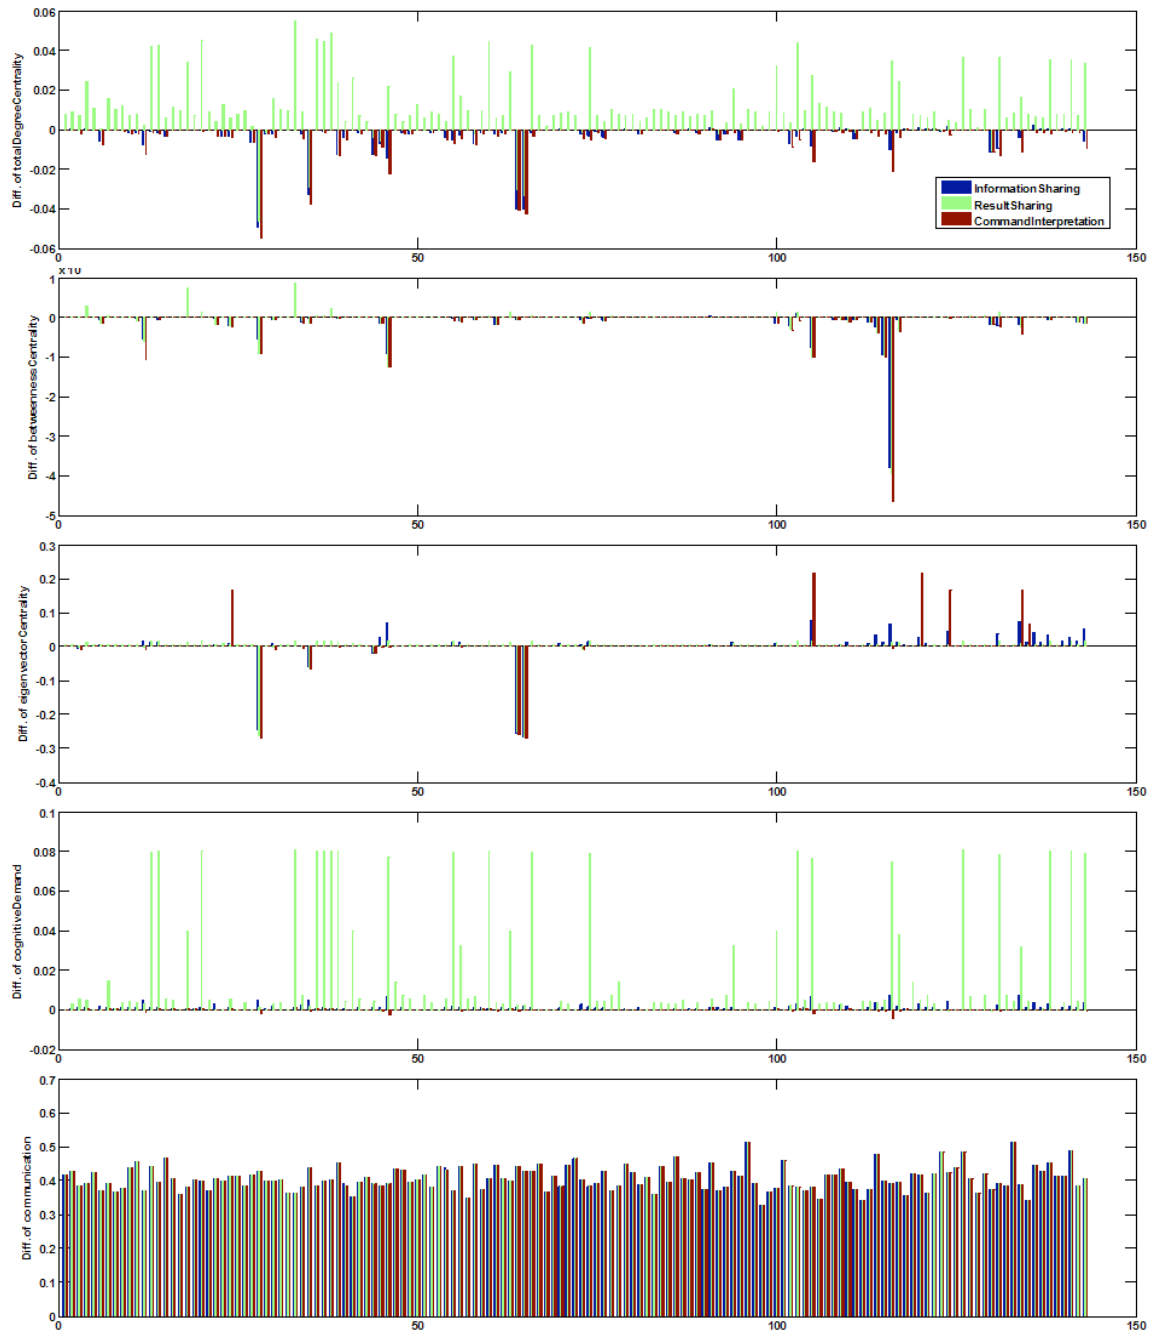 0.06
0.04
0.02
0
-0.02
-0.04
-0.06
Diff. of totalDegreeCentrality
0 50 100 150
InformationSharing
ResultSharing
CommandInterpretation
x 10
1
0
-1
-2
-3
-4
-5
Diff. of betweennessCentrality
0 50 100 150
0.3
0.2
0.1
0
-0.1
-0.2
-0.3
-0.4
Diff. of eigenvectorCentrality
0 50 100 150
0.1
0.08
0.06
0.04
0.02
0
-0.02
Diff. of cognitiveDemand
0 50 100 150
0.7
0.6
0.5
0.4
0.3
0.2
0.1
0
Diff. of communication
0 50 100 150